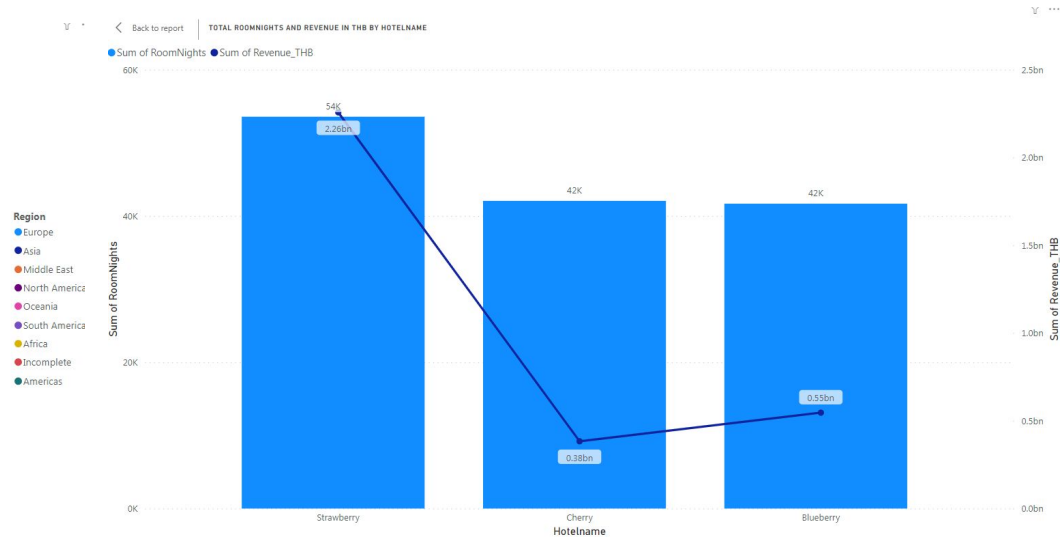 Back to report
TOTAL ROOMNIGHTS AND REVENUE IN THB BY HOTELNAME
Sum of RoomNights
Sum of Revenue_THB
Region
Europe
Asia
Middle East
North America
Oceania
South America
Africa
Incomplete
Americas
Sum of RoomNights
60K
40K
20K
0K
54K
2.26bn
42K
0.38bn
42K
0.55bn
2.5bn
2.0bn
1.5bn
1.0bn
0.5bn
0.0bn
Sum of Revenue_THB
Strawberry
Cherry
Blueberry
Hotelname